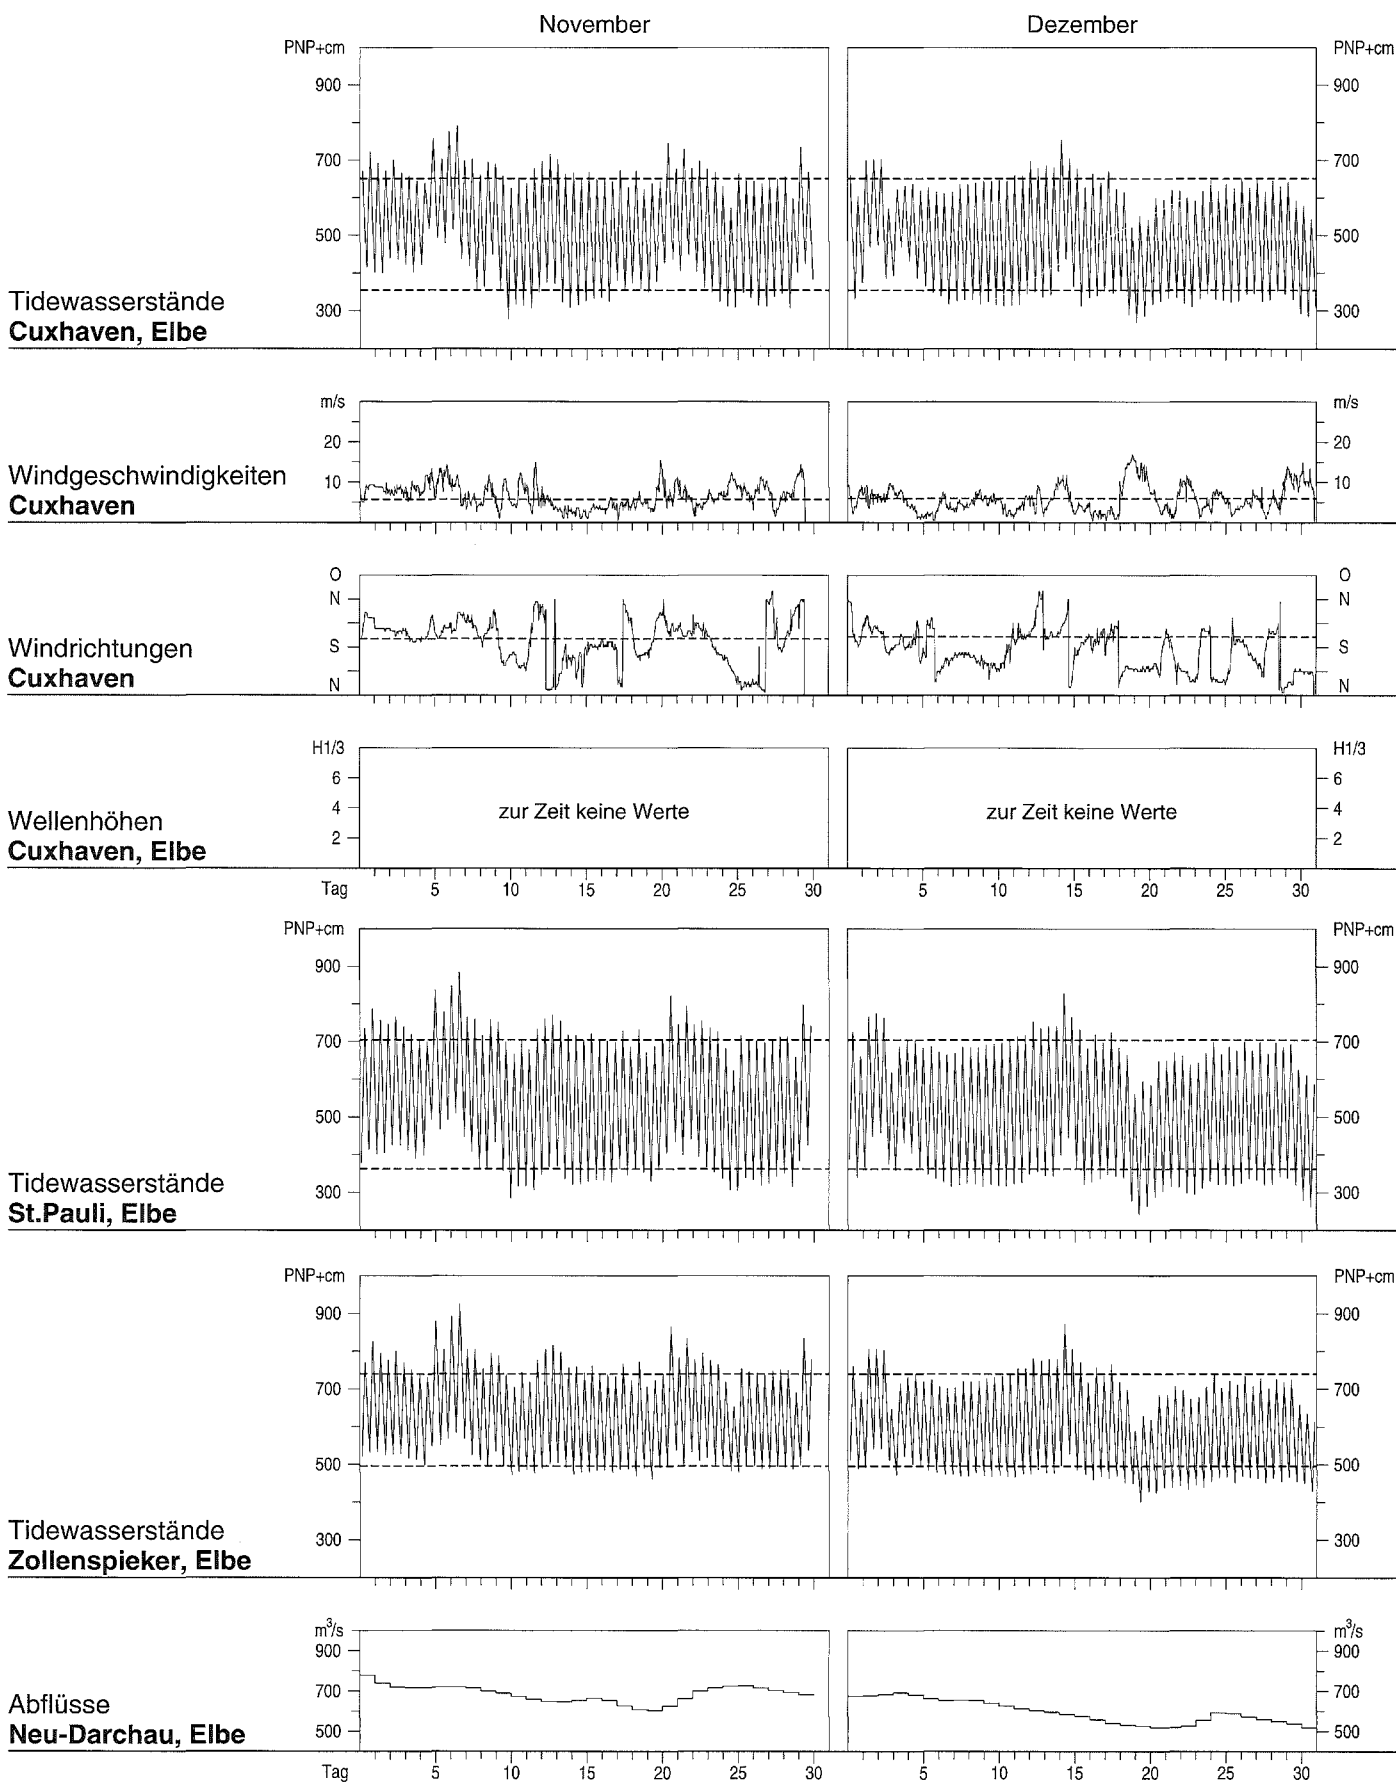 November Dezember
PNP+cm PNP+cm
900 900
700 700
500 500
300 300
Tidewasserstände
Cuxhaven, Elbe
m/s m/s
20 20
10 10
Windgeschwindigkeiten
Cuxhaven
O O
N N
S S
N N
Windrichtungen
Cuxhaven
H1/3 H1/3
6 6
4 4
2 2
zur Zeit keine Werte zur Zeit keine Werte
Wellenhöhen
Cuxhaven, Elbe
Tag 5 10 15 20 25 30 5 10 15 20 25 30
PNP+cm PNP+cm
900 900
700 700
500 500
300 300
Tidewasserstände
St.Pauli, Elbe
PNP+cm PNP+cm
900 900
700 700
500 500
300 300
Tidewasserstände
Zollenspieker, Elbe
m³/s m³/s
900 900
700 700
500 500
Abflüsse
Neu-Darchau, Elbe
Tag 5 10 15 20 25 30 5 10 15 20 25 30